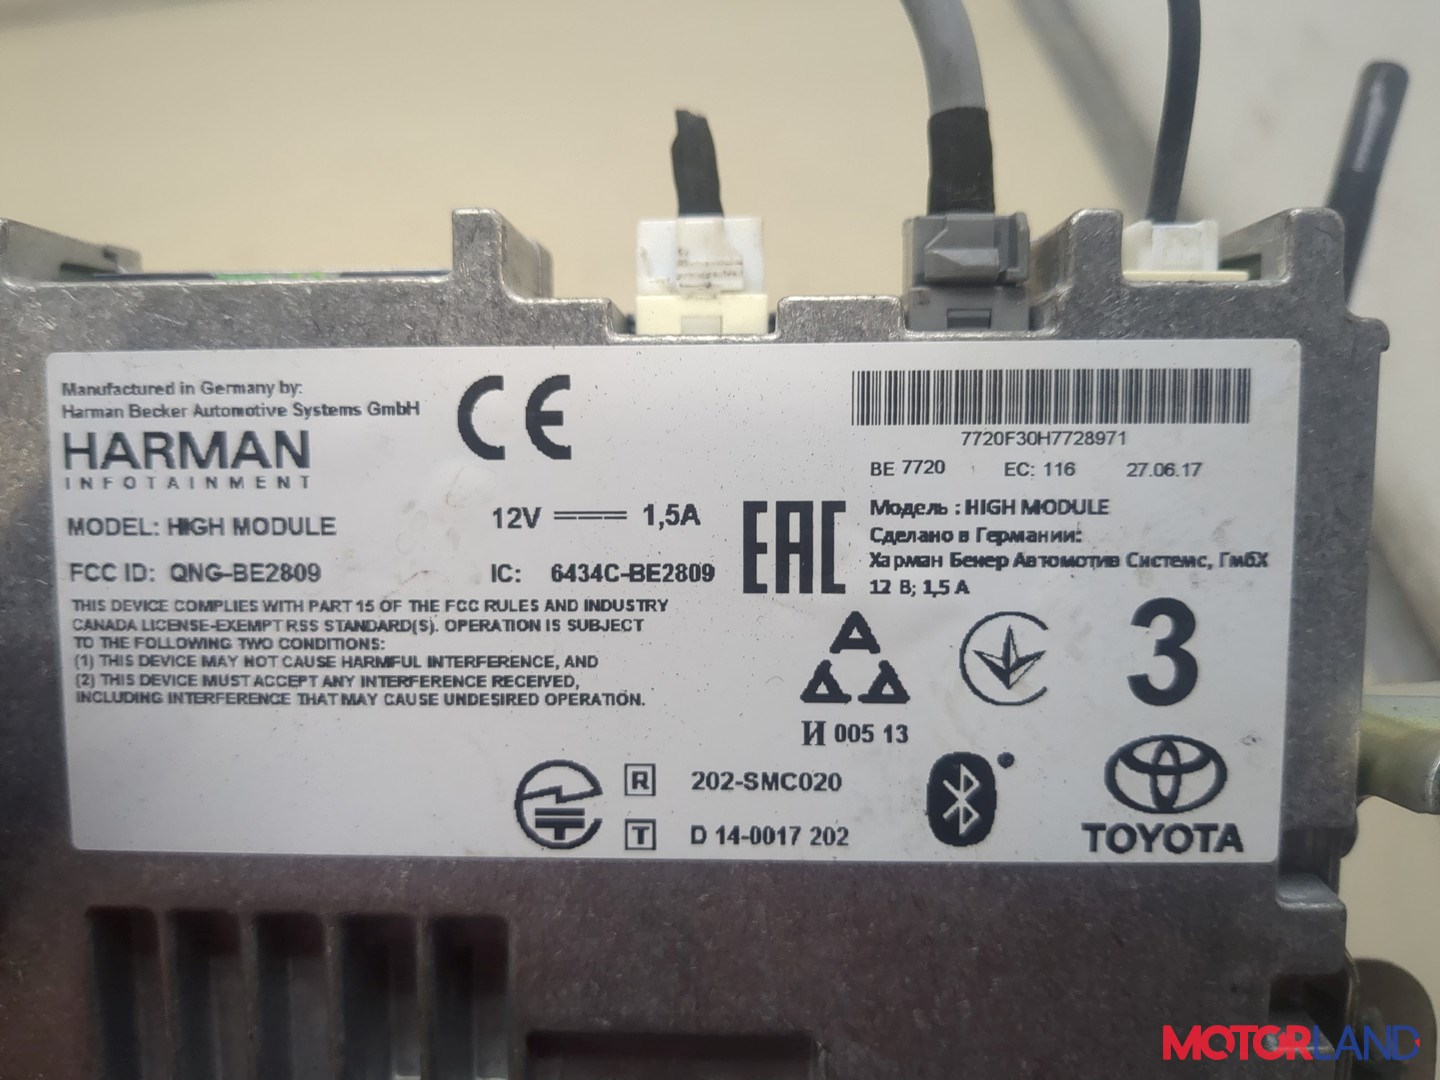 Manufactured in Germany by:
Harman Becker Automotive Systems GmbH
HARMAN
INFOTAINMENT
MODEL: HIGH MODULE
12V 1,5A
FCC ID: QNG-BE2809
IC: 6434C-BE2809
THIS DEVICE COMPLIES WITH PART 15 OF THE FCC RULES AND INDUSTRY
CANADA LICENSE-EXEMPT RSS STANDARD(S). OPERATION IS SUBJECT
TO THE FOLLOWING TWO CONDITIONS:
(1) THIS DEVICE MAY NOT CAUSE HARMFUL INTERFERENCE, AND
(2) THIS DEVICE MUST ACCEPT ANY INTERFERENCE RECEIVED,
INCLUDING INTERFERENCE THAT MAY CAUSE UNDESIRED OPERATION.
CE
7720F30H7728971
BE 7720 EC: 116 27.06.17
EAC
Модель : HIGH MODULE
Сделано в Германии:
Харман Бекер Автомотив Системс, ГмбХ
12 В; 1,5 А
И 005 13
3
R 202-SMC020
T D 14-0017 202
TOYOTA
MOTORLAND